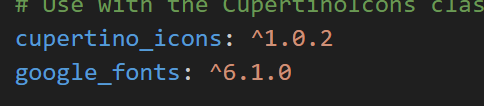 # Use with the CupertinoIcons clas
cupertino_icons: ^1.0.2
google_fonts: ^6.1.0